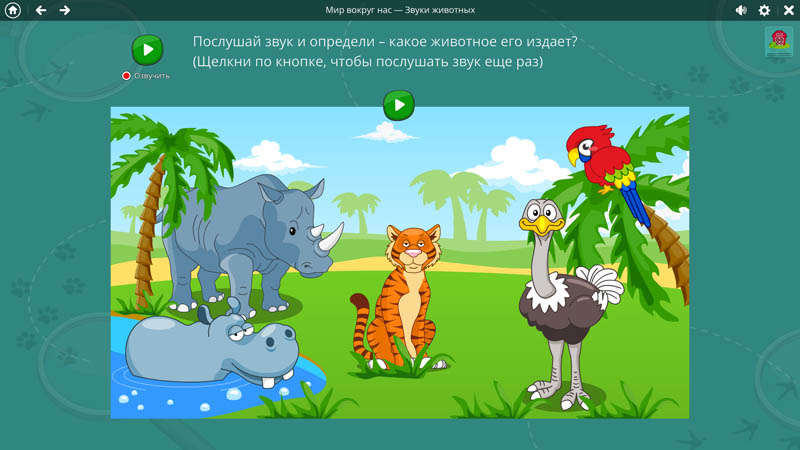 Мир вокруг нас — Звуки животных
Послушай звук и определи – какое животное его издает?
(Щелкни по кнопке, чтобы послушать звук еще раз)
Озвучить